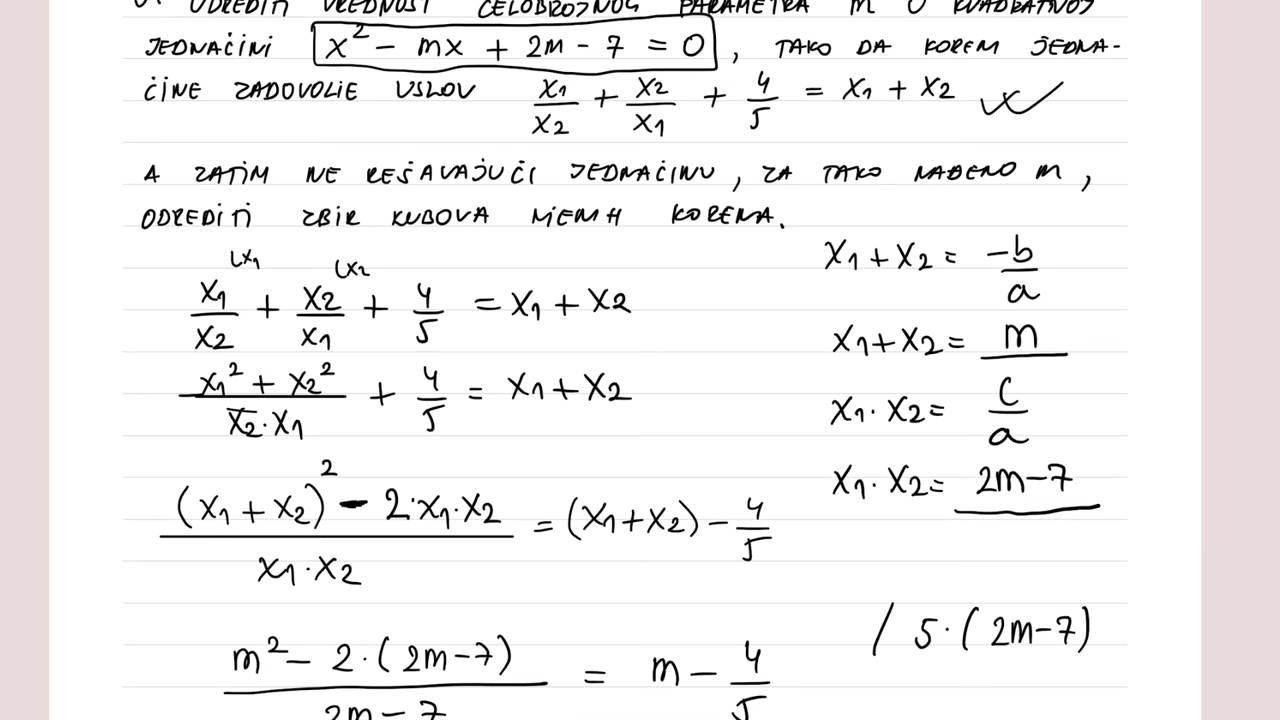 ODREDITI VREDNOST CELOBROJNOG PARAMETRA M U KVADRATNOJ
JEDNAČINI x² - mx + 2m - 7 = 0, TAKO DA KOREM JEDNA-
ČINE ZADOVOLJE USLOV x₁/x₂ + x₂/x₁ + 4/5 = x₁ + x₂
A ZATIM NE REŠAVAJUĆI JEDNAČINU, ZA TAKO NAĐENO M,
ODREDITI ZBIR KUBOVA NJENIH KORENA.
x₁ + x₂ = -b/a
(x₁ (x₂
x₁/x₂ + x₂/x₁ + 4/5 = x₁ + x₂
x₁ + x₂ = m
(x₁² + x₂²)/(x₂·x₁) + 4/5 = x₁ + x₂
x₁·x₂ = c/a
x₁·x₂ = 2m-7
((x₁ + x₂)² - 2·x₁·x₂)/(x₁·x₂) = (x₁+x₂) - 4/5
/ 5·(2m-7)
(m² - 2·(2m-7))/(2m-7) = m - 4/5